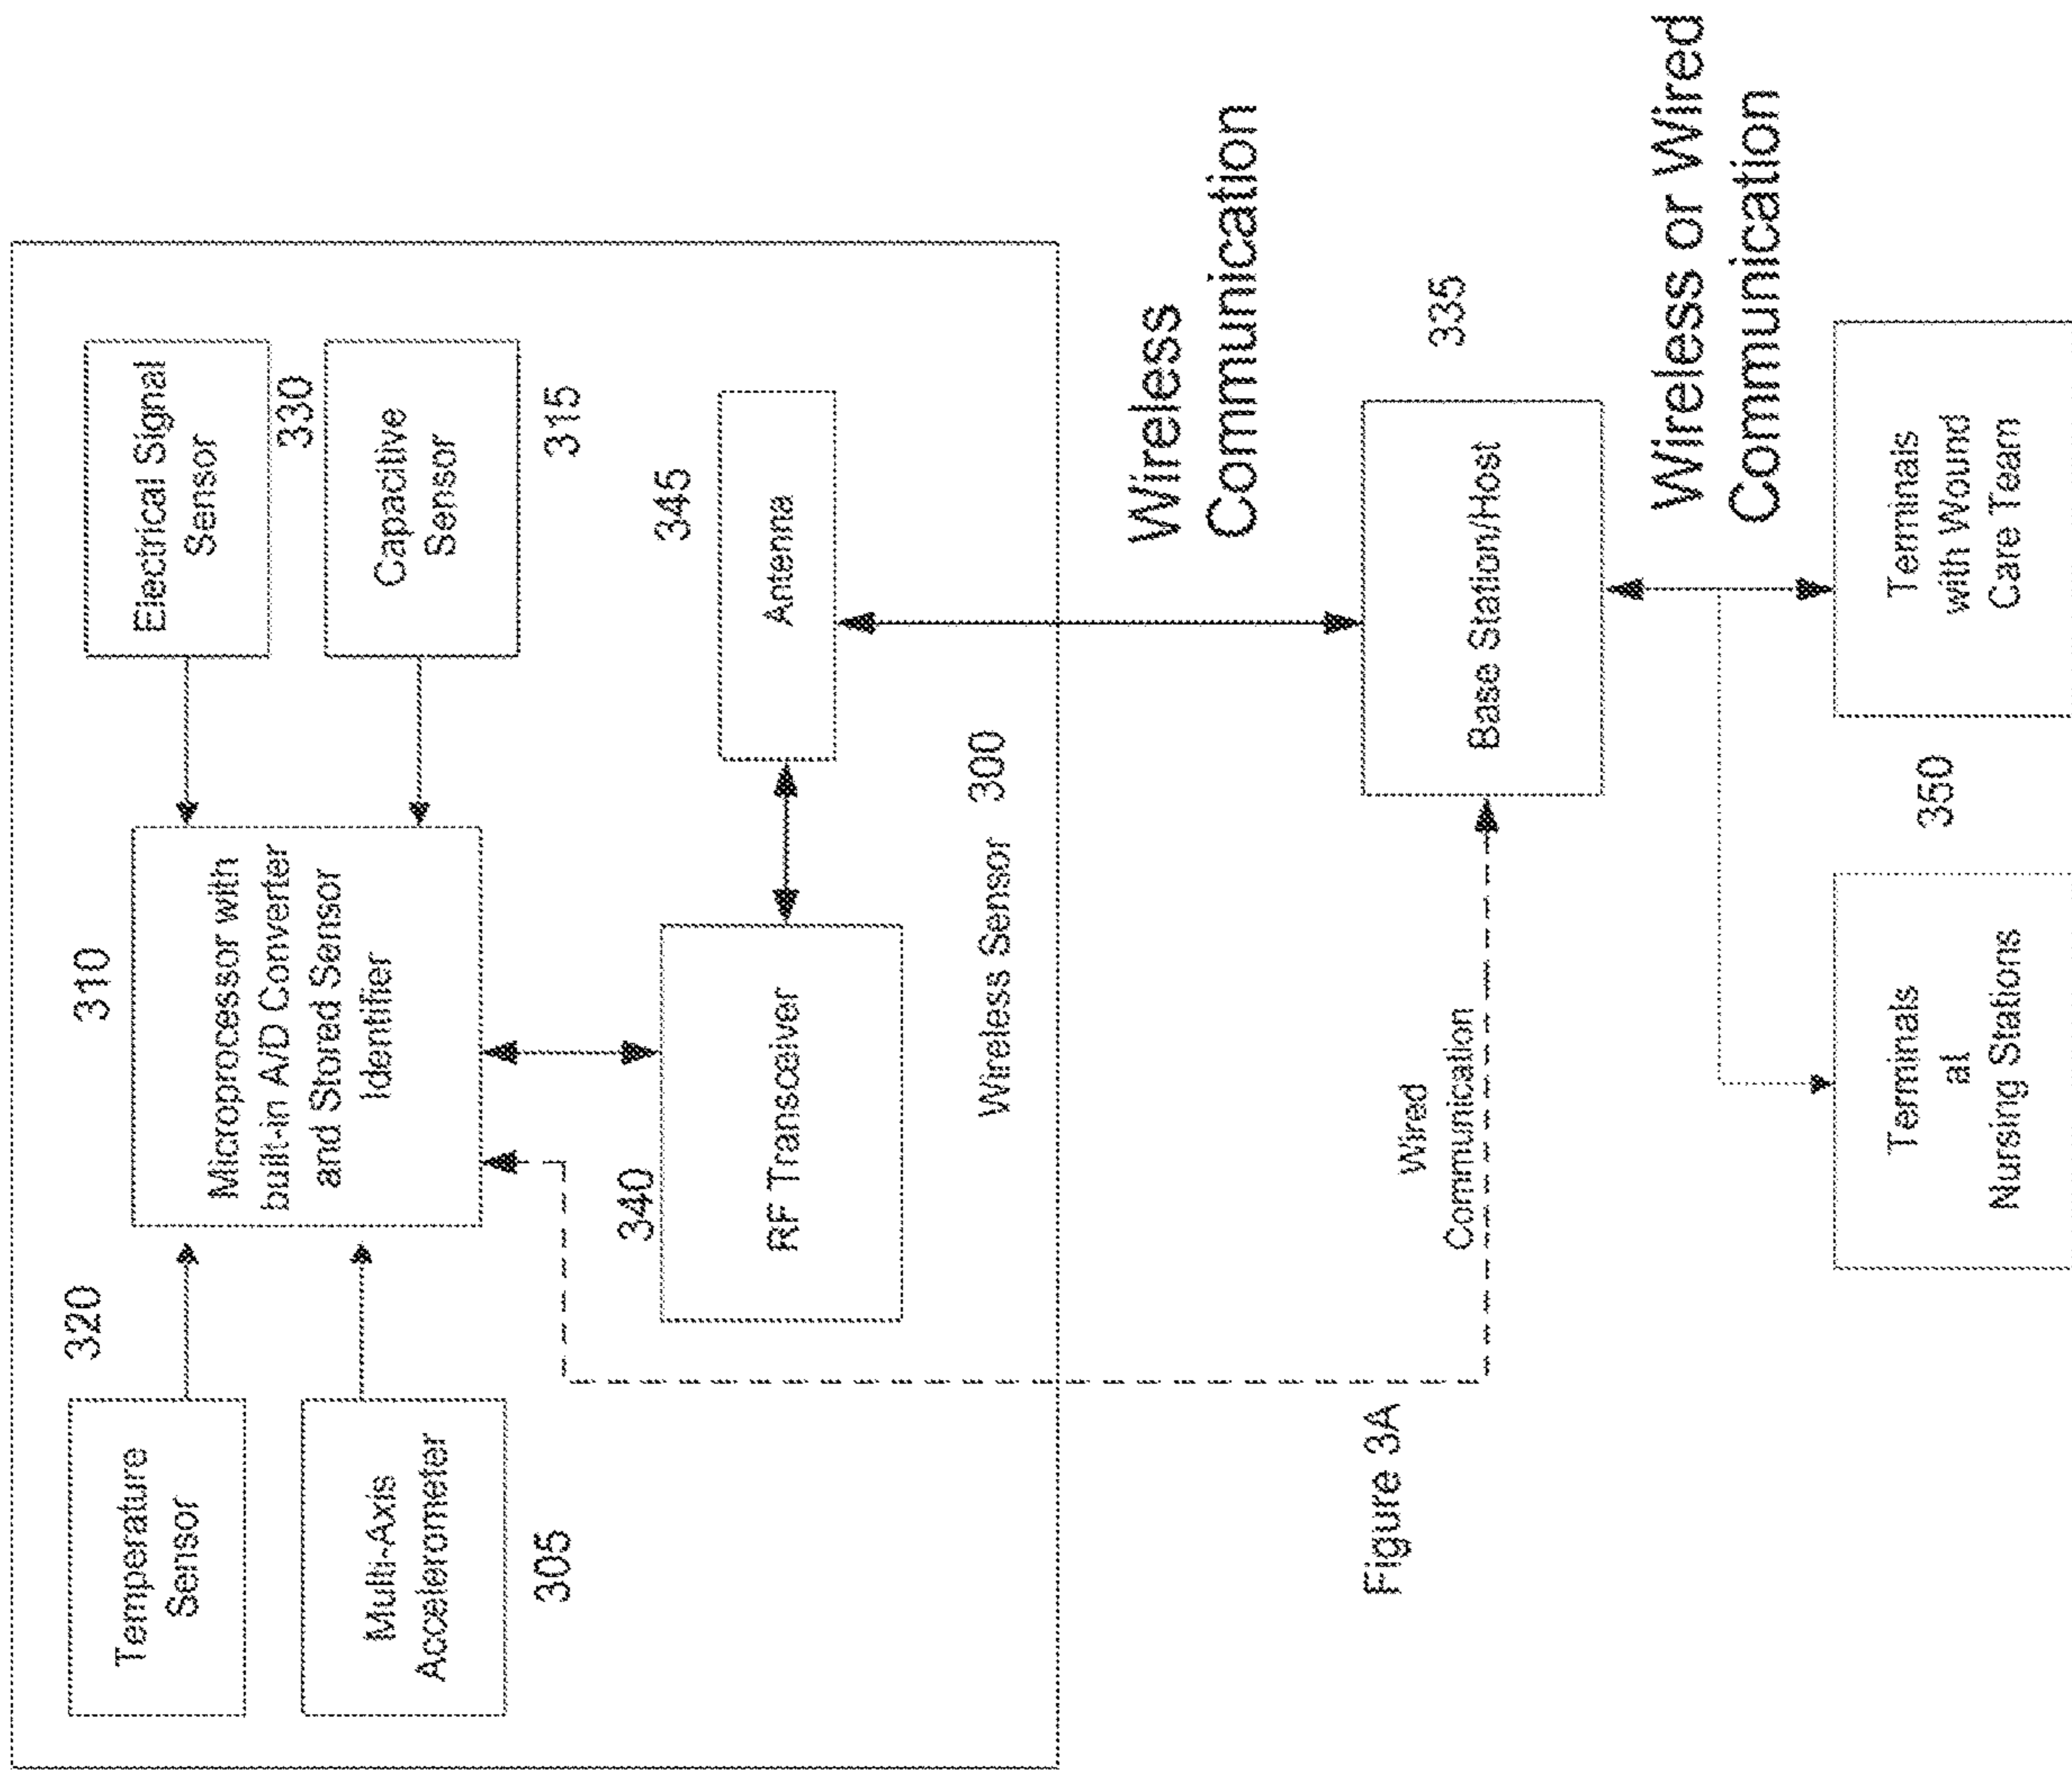 Temperature
Sensor
320
Multi-Axis
Accelerometer
305
310
Microprocessor with
built-in A/D Converter
and Stored Sensor
Identifier
Electrical Signal
Sensor
330
Capacitive
Sensor
315
340
RF Transceiver
345
Antenna
Wireless Sensor 300
Wireless
Communication
Figure 3A
Wired
Communication
335
Base Station/Host
Wireless or Wired
Communication
Terminals
at
Nursing Stations
350
Terminals
with Wound
Care Team